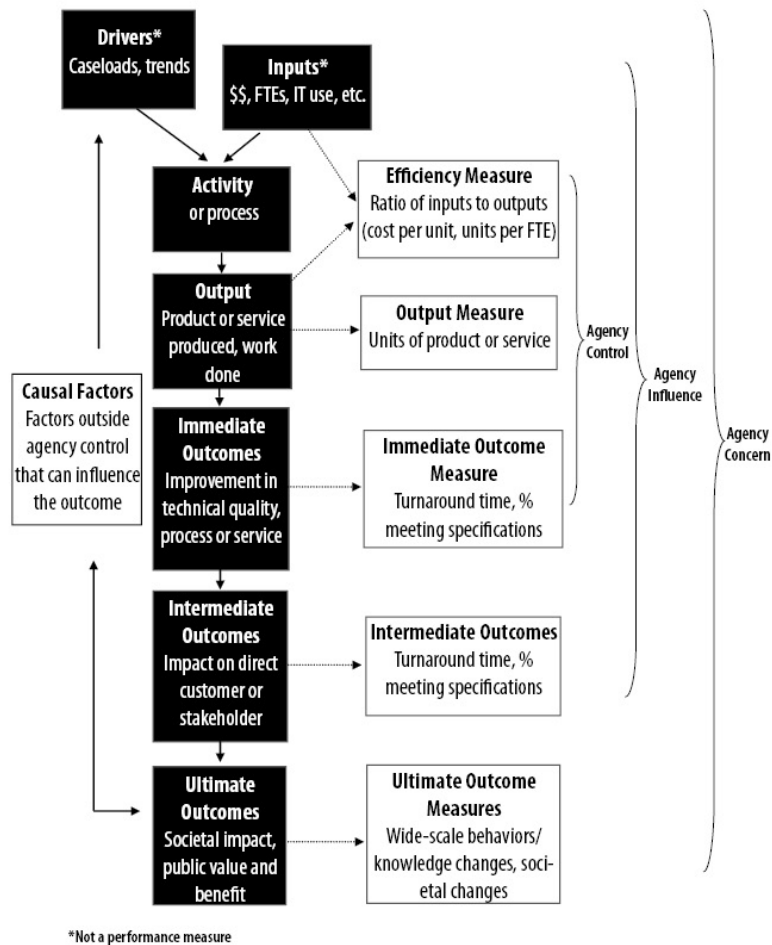 Drivers*
Caseloads, trends
Inputs*
$$, FTEs, IT use, etc.
Activity
or process
Efficiency Measure
Ratio of inputs to outputs
(cost per unit, units per FTE)
Output
Product or service
produced, work
done
Output Measure
Units of product or service
Agency
Control
Agency
Influence
Agency
Concern
Causal Factors
Factors outside
agency control
that can influence
the outcome
Immediate
Outcomes
Improvement in
technical quality,
process or service
Immediate Outcome
Measure
Turnaround time, %
meeting specifications
Intermediate
Outcomes
Impact on direct
customer or
stakeholder
Intermediate Outcomes
Turnaround time, %
meeting specifications
Ultimate
Outcomes
Societal impact,
public value and
benefit
Ultimate Outcome
Measures
Wide-scale behaviors/
knowledge changes, soci-
etal changes
*Not a performance measure